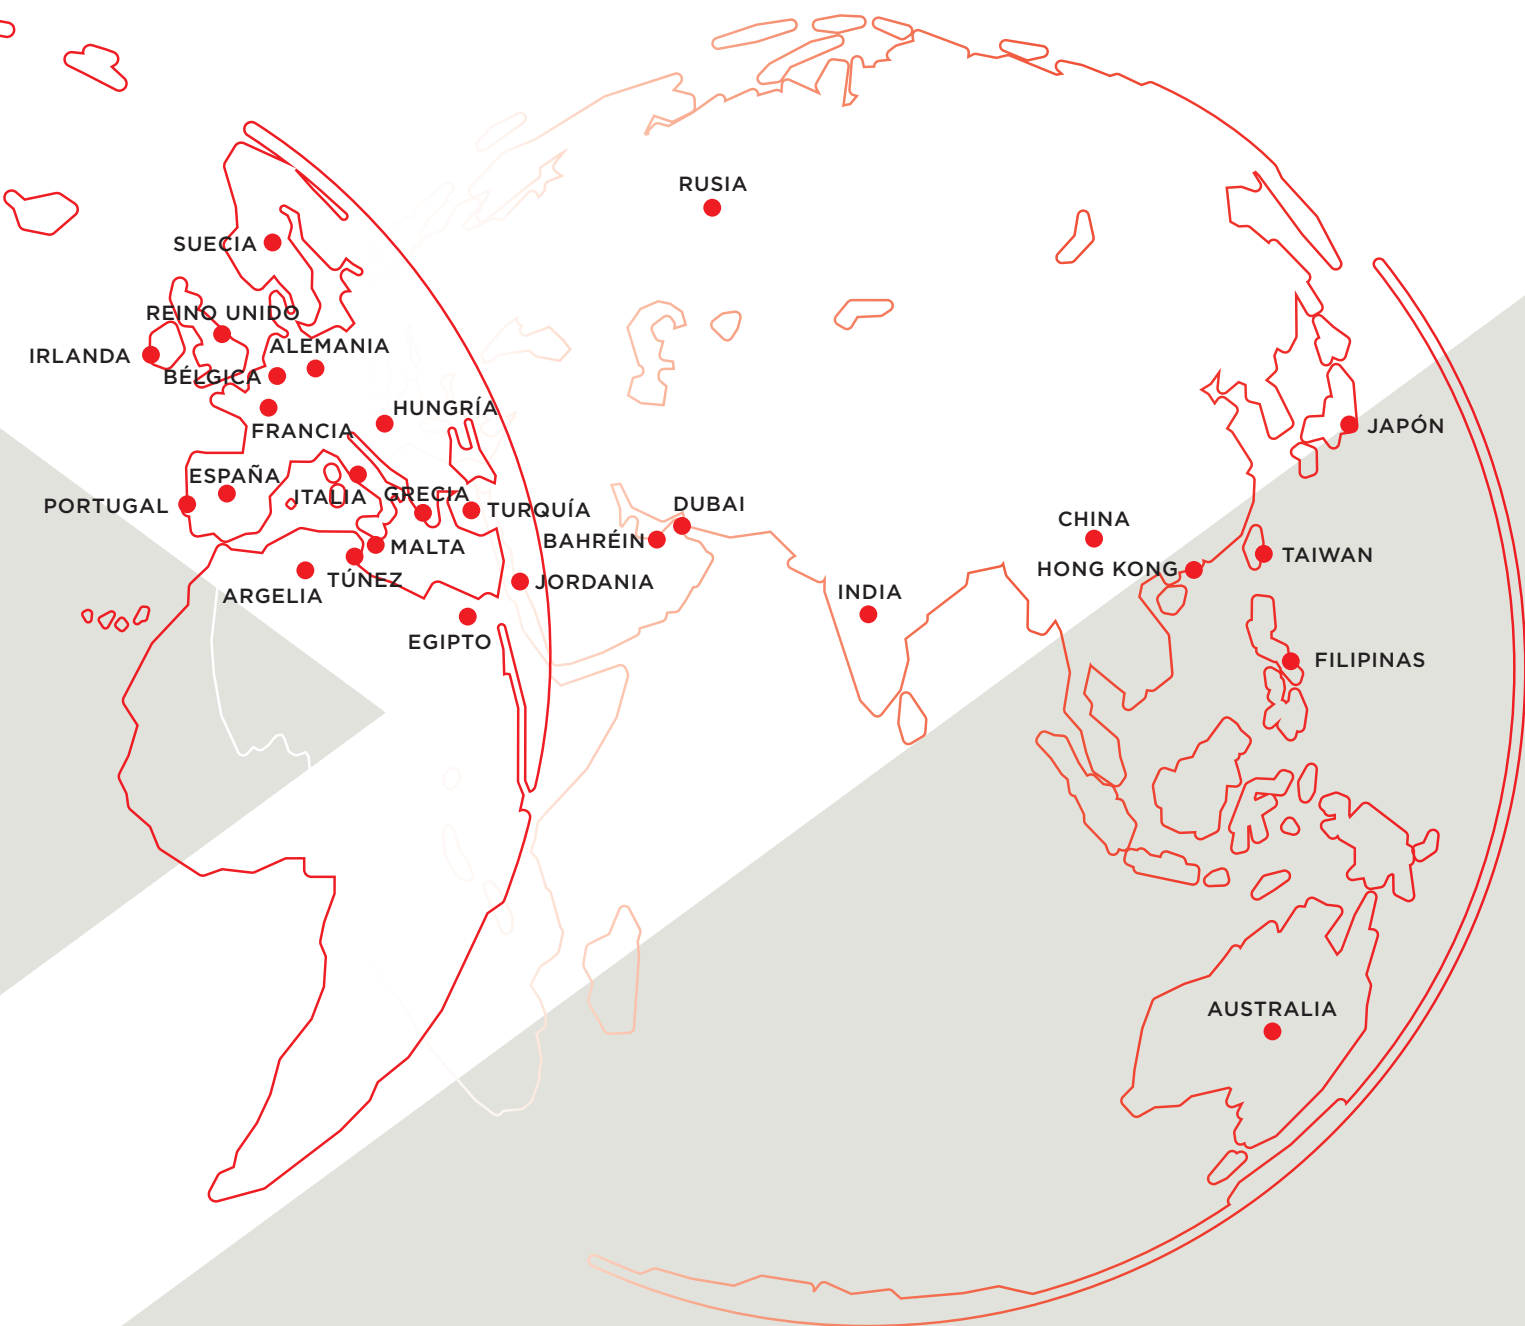 RUSIA
SUECIA
REINO UNIDO
ALEMANIA
IRLANDA
BÉLGICA
HUNGRÍA
FRANCIA
JAPÓN
ESPAÑA
ITALIA
GRECIA
PORTUGAL
TURQUÍA
DUBAI
CHINA
BAHRÉIN
MALTA
TAIWAN
HONG KONG
TÚNEZ
JORDANIA
ARGELIA
INDIA
EGIPTO
FILIPINAS
AUSTRALIA